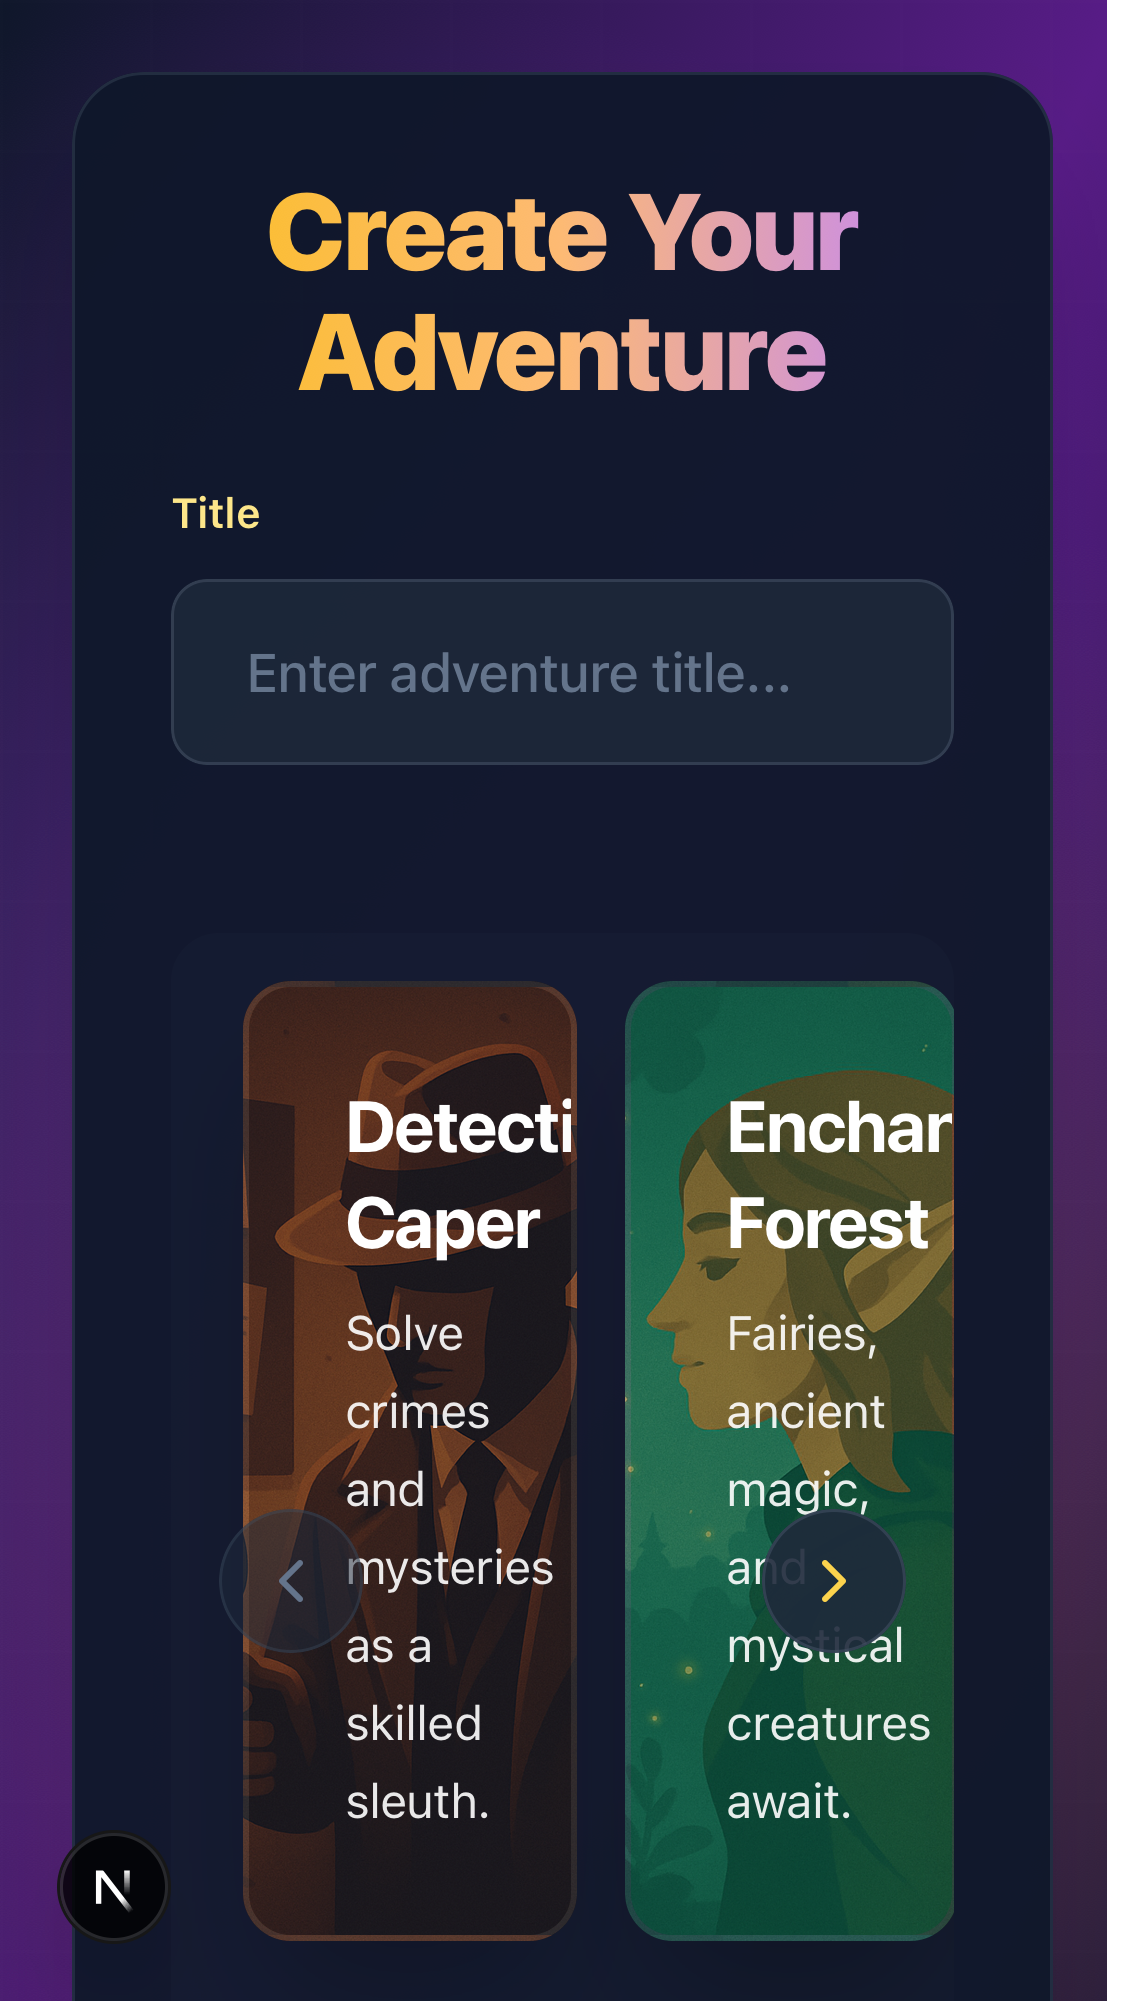 Create Your
Adventure
Title
Enter adventure title...
Detecti
Caper
Solve
crimes
and
mysteries
as a
skilled
sleuth.
Enchan
Forest
Fairies,
ancient
magic,
and
mystical
creatures
await.
N